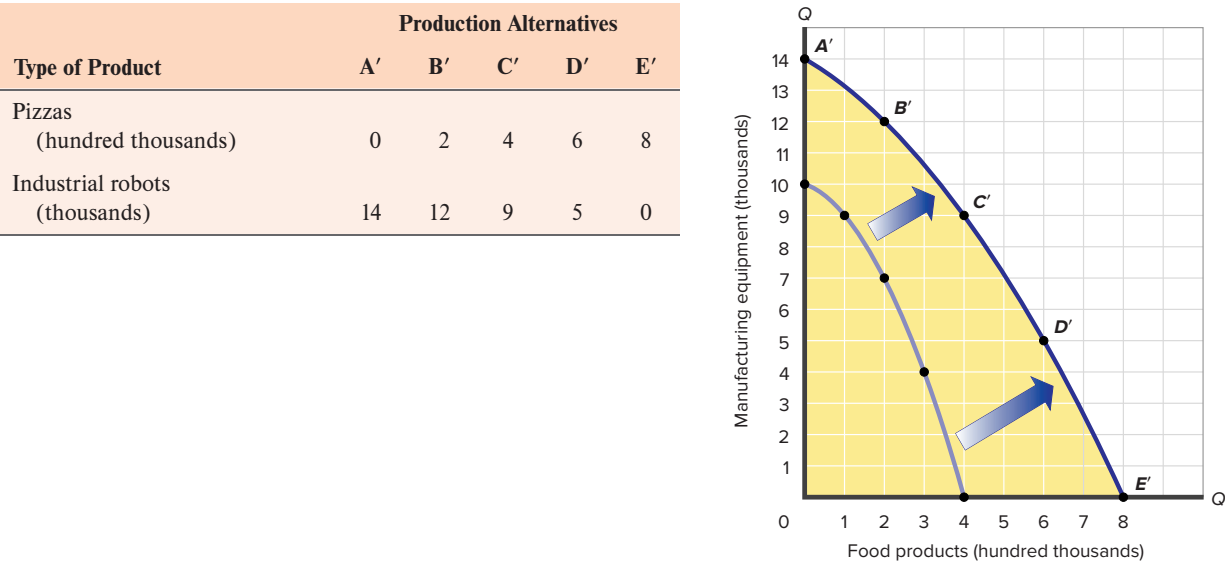 Production Alternatives
Type of Product A′ B′ C′ D′ E′
Pizzas
(hundred thousands) 0 2 4 6 8
Industrial robots
(thousands) 14 12 9 5 0
Q
14
13
12
11
10
9
8
7
6
5
4
3
2
1
Manufacturing equipment (thousands)
A′
B′
C′
D′
E′
Q
0 1 2 3 4 5 6 7 8
Food products (hundred thousands)